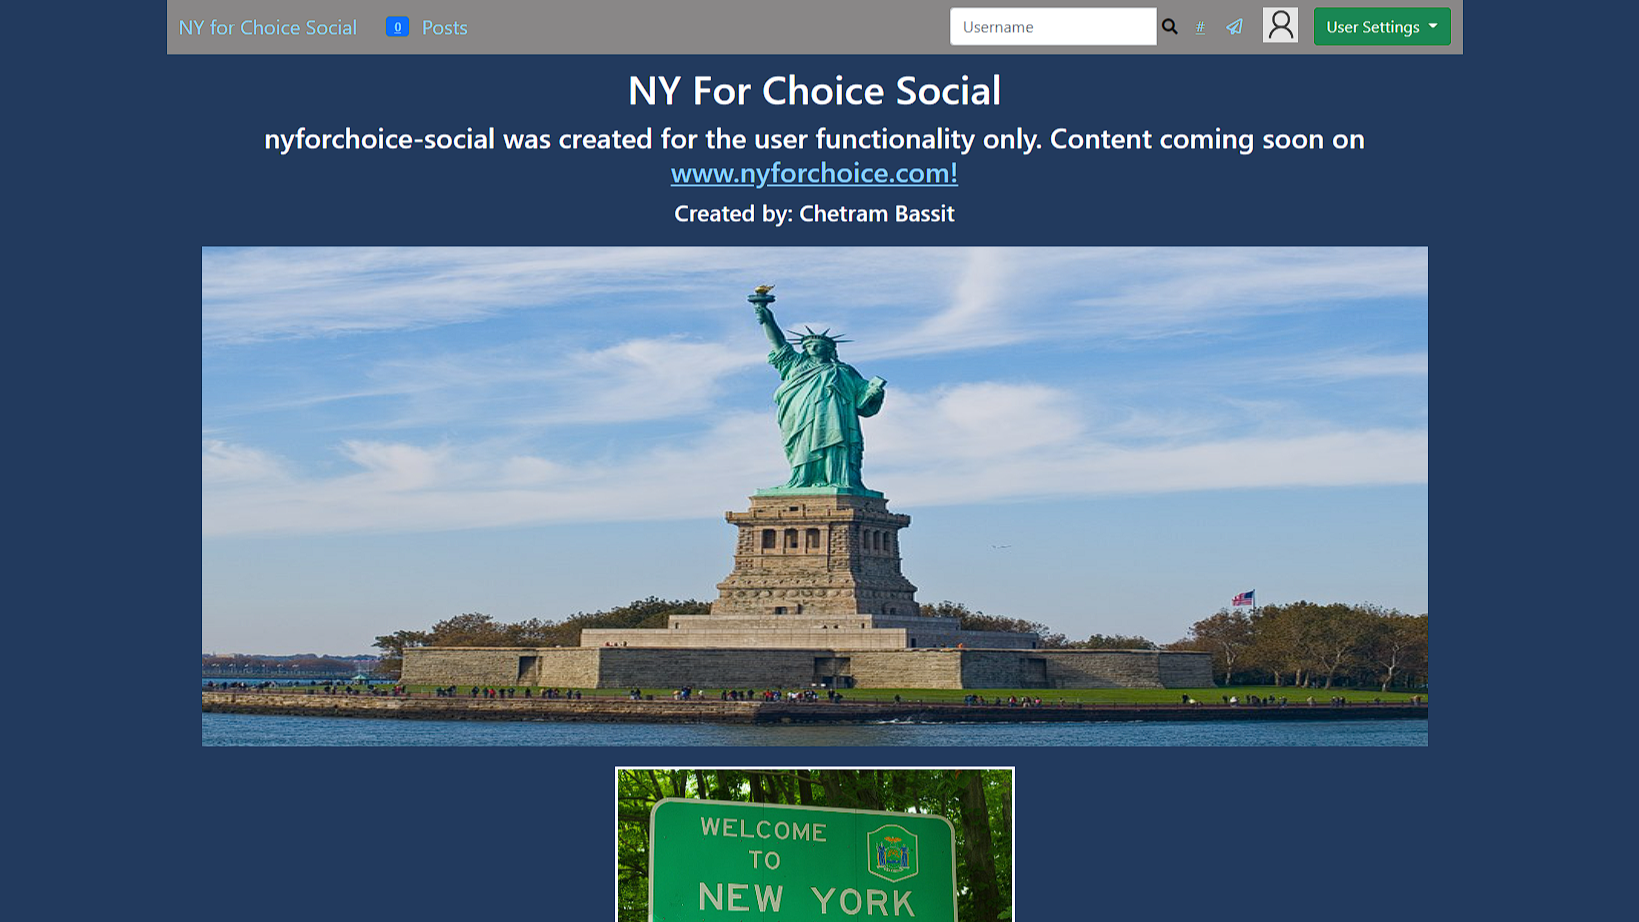 NY for Choice Social 0 Posts Username # User Settings
NY For Choice Social
nyforchoice-social was created for the user functionality only. Content coming soon on
www.nyforchoice.com!
Created by: Chetram Bassit
WELCOME
TO
NEW YORK